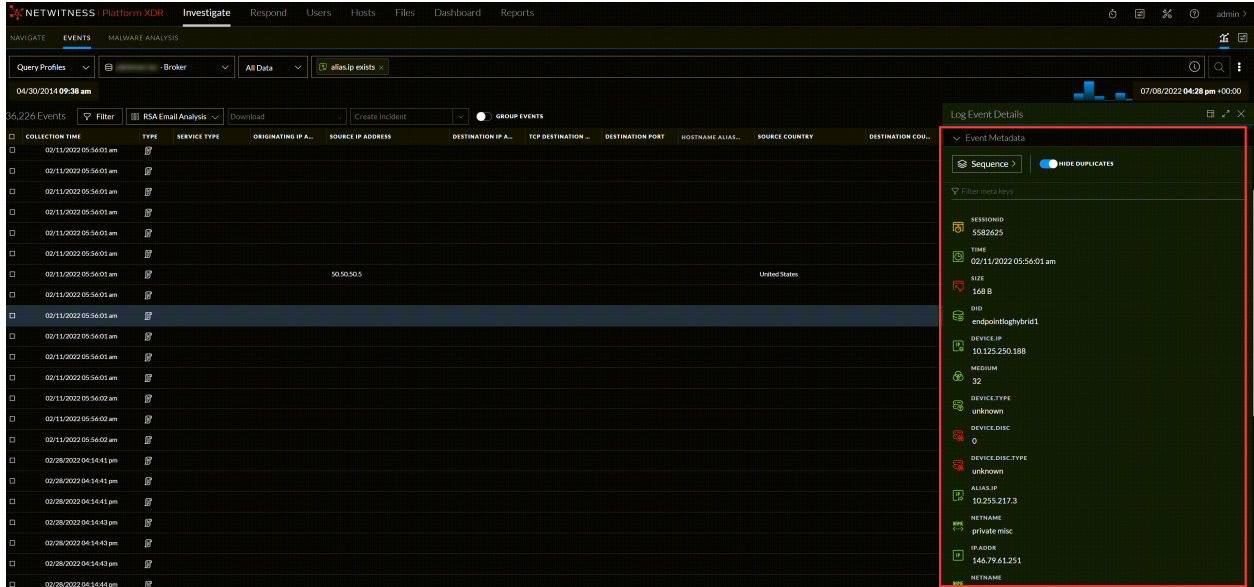 NETWITNESS Platform XDR Investigate Respond Users Hosts Files Dashboard Reports admin >
NAVIGATE EVENTS MALWARE ANALYSIS
Query Profiles - Broker All Data alias.ip exists ×
04/30/2014 09:38 am 07/08/2022 04:28 pm +00:00
36,226 Events Filter RSA Email Analysis Download Create Incident GROUP EVENTS
COLLECTION TIME TYPE SERVICE TYPE ORIGINATING IP A... SOURCE IP ADDRESS DESTINATION IP A... TCP DESTINATION ... DESTINATION PORT HOSTNAME ALIAS... SOURCE COUNTRY DESTINATION COU...
02/11/2022 05:56:01 am
02/11/2022 05:56:01 am
02/11/2022 05:56:01 am
02/11/2022 05:56:01 am
02/11/2022 05:56:01 am
02/11/2022 05:56:01 am
02/11/2022 05:56:01 am 50.50.50.5 United States
02/11/2022 05:56:01 am
02/11/2022 05:56:01 am
02/11/2022 05:56:01 am
02/11/2022 05:56:01 am
02/11/2022 05:56:01 am
02/11/2022 05:56:02 am
02/11/2022 05:56:02 am
02/11/2022 05:56:02 am
02/28/2022 04:14:41 pm
02/28/2022 04:14:41 pm
02/28/2022 04:14:41 pm
02/28/2022 04:14:43 pm
02/28/2022 04:14:43 pm
02/28/2022 04:14:43 pm
02/28/2022 04:14:44 pm
Log Event Details
Event Metadata
Sequence > HIDE DUPLICATES
Filter meta keys
SESSIONID
5582625
TIME
02/11/2022 05:56:01 am
SIZE
168 B
DID
endpointloghybrid1
DEVICE.IP
10.125.250.188
MEDIUM
32
DEVICE.TYPE
unknown
DEVICE.DISC
0
DEVICE.DISC.TYPE
unknown
ALIAS.IP
10.255.217.3
NETNAME
private misc
IP.ADDR
146.79.61.251
NETNAME